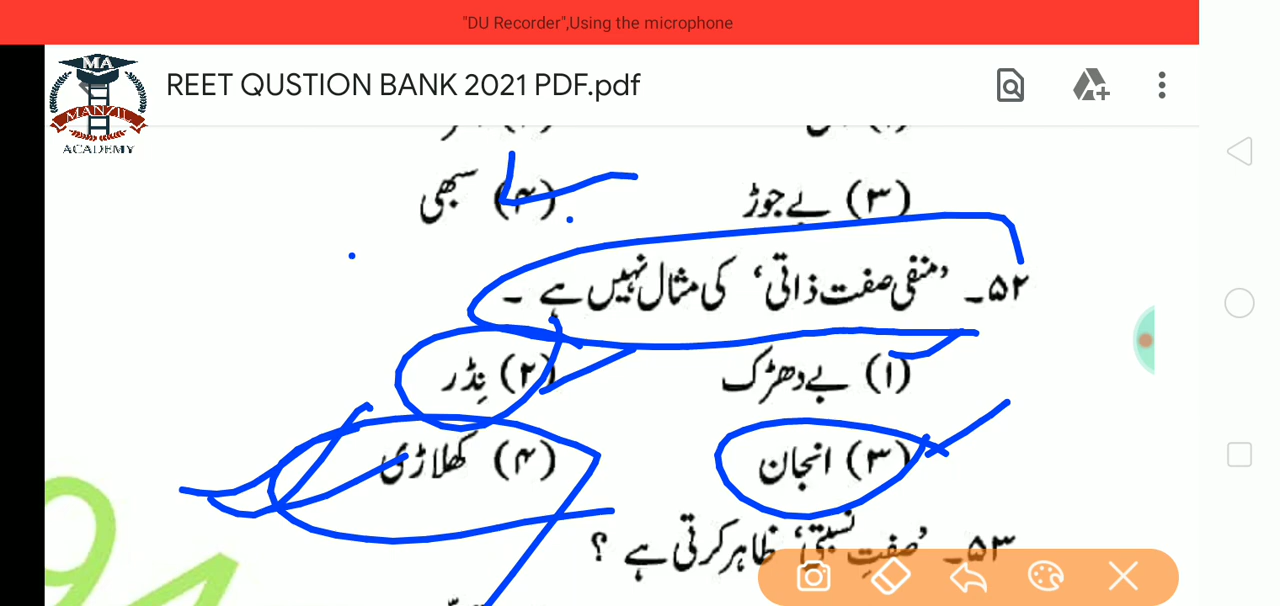 "DU Recorder",Using the microphone
MA
MANZIL
ACADEMY
REET QUSTION BANK 2021 PDF.pdf
(۳) بے جوڑ (۴) سبھی
۵۲۔ ’منفی صفت ذاتی‘ کی مثال نہیں ہے ۔
(۱) بے دھڑک (۲) نِڈر
(۳) انجان (۴) کھلاڑی
۵۳۔ ’صفتِ نسبتی‘ ظاہر کرتی ہے ؟